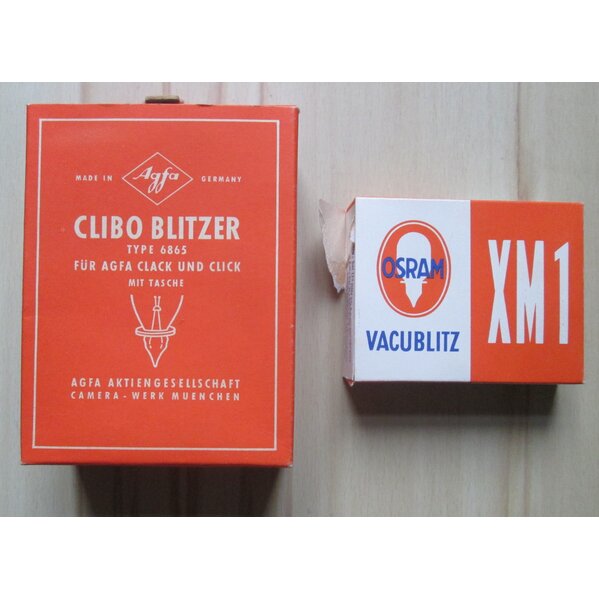 MADE IN Agfa GERMANY
CLIBO BLITZER
TYPE 6865
FÜR AGFA CLACK UND CLICK
MIT TASCHE
AGFA AKTIENGESELLSCHAFT
CAMERA - WERK MUENCHEN
OSRAM
VACUBLITZ
XM1